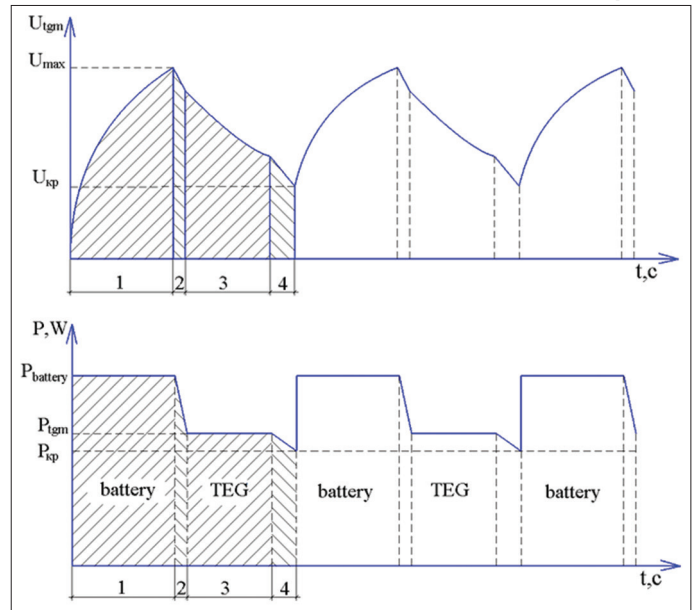 U_tgm
U_max
U_кр
t,c
1 2 3 4
P, W
P_battery
P_tgm
P_кр
battery TEG battery TEG battery
t,c
1 2 3 4